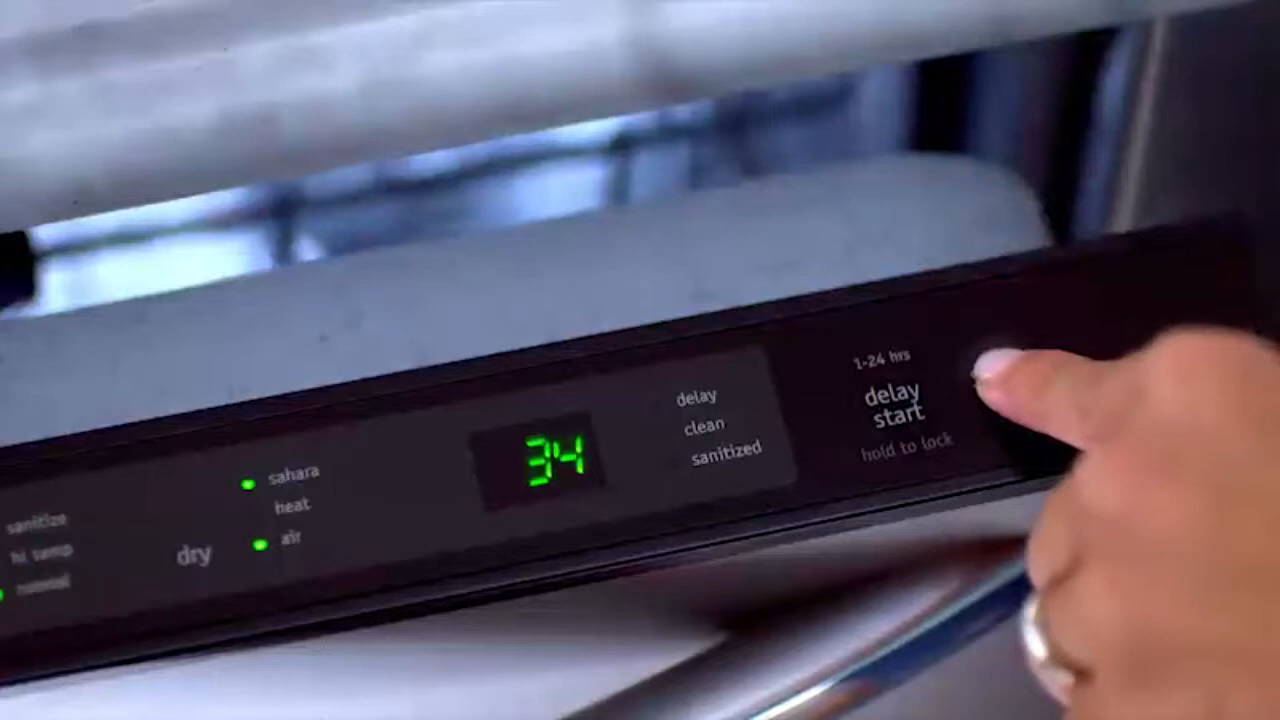 sanitize
hi temp
normal
dry
sahara
heat
air
34
delay
clean
sanitized
1-24 hrs
delay
start
hold to lock